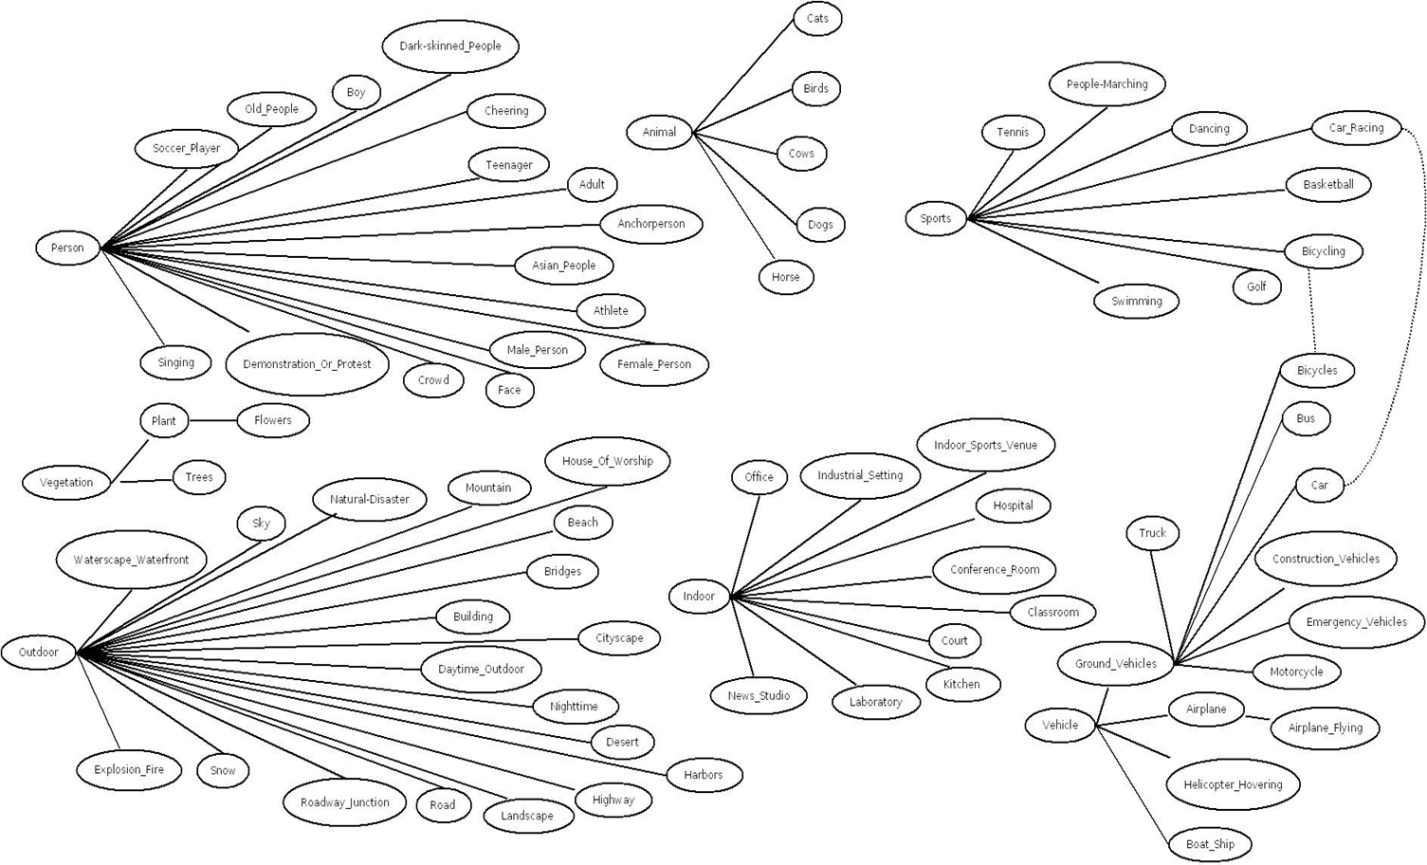 Dark-skinned_People
Boy
Old_People
Cheering
Soccer_Player
Teenager
Adult
Anchorperson
Person
Asian_People
Athlete
Male_Person
Female_Person
Singing
Demonstration_Or_Protest
Crowd
Face
Cats
Birds
Animal
Cows
Dogs
Horse
People-Marching
Tennis
Dancing
Car_Racing
Basketball
Sports
Bicycling
Golf
Swimming
Plant
Flowers
Vegetation
Trees
House_Of_Worship
Mountain
Natural-Disaster
Sky
Beach
Waterscape_Waterfront
Bridges
Building
Cityscape
Outdoor
Daytime_Outdoor
Nighttime
Desert
Harbors
Explosion_Fire
Snow
Roadway_Junction
Road
Landscape
Highway
Indoor_Sports_Venue
Office
Industrial_Setting
Hospital
Conference_Room
Indoor
Classroom
Court
Kitchen
News_Studio
Laboratory
Bicycles
Bus
Car
Truck
Construction_Vehicles
Emergency_Vehicles
Ground_Vehicles
Motorcycle
Airplane
Vehicle
Airplane_Flying
Helicopter_Hovering
Boat_Ship